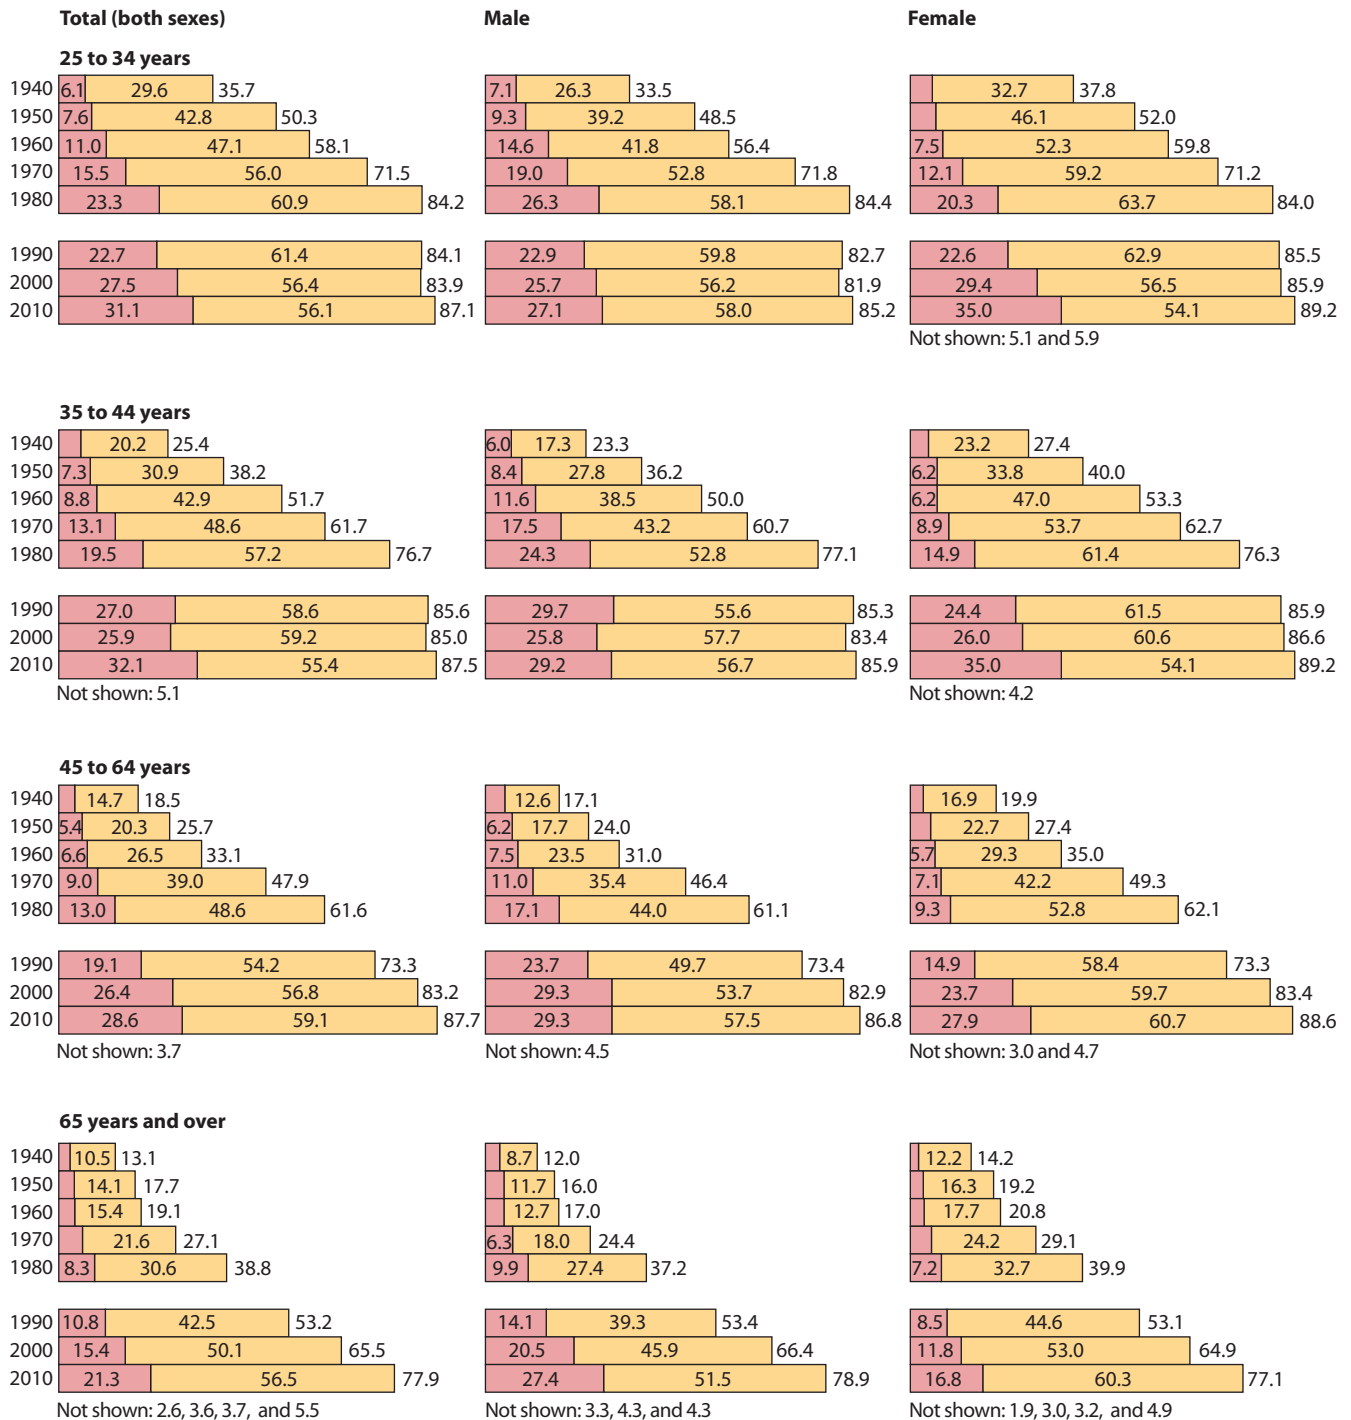 Total (both sexes) Male Female
25 to 34 years
1940 6.1 29.6 35.7 7.1 26.3 33.5 32.7 37.8
1950 7.6 42.8 50.3 9.3 39.2 48.5 46.1 52.0
1960 11.0 47.1 58.1 14.6 41.8 56.4 7.5 52.3 59.8
1970 15.5 56.0 71.5 19.0 52.8 71.8 12.1 59.2 71.2
1980 23.3 60.9 84.2 26.3 58.1 84.4 20.3 63.7 84.0
1990 22.7 61.4 84.1 22.9 59.8 82.7 22.6 62.9 85.5
2000 27.5 56.4 83.9 25.7 56.2 81.9 29.4 56.5 85.9
2010 31.1 56.1 87.1 27.1 58.0 85.2 35.0 54.1 89.2
Not shown: 5.1 and 5.9
35 to 44 years
1940 20.2 25.4 6.0 17.3 23.3 23.2 27.4
1950 7.3 30.9 38.2 8.4 27.8 36.2 6.2 33.8 40.0
1960 8.8 42.9 51.7 11.6 38.5 50.0 6.2 47.0 53.3
1970 13.1 48.6 61.7 17.5 43.2 60.7 8.9 53.7 62.7
1980 19.5 57.2 76.7 24.3 52.8 77.1 14.9 61.4 76.3
1990 27.0 58.6 85.6 29.7 55.6 85.3 24.4 61.5 85.9
2000 25.9 59.2 85.0 25.8 57.7 83.4 26.0 60.6 86.6
2010 32.1 55.4 87.5 29.2 56.7 85.9 35.0 54.1 89.2
Not shown: 5.1 Not shown: 4.2
45 to 64 years
1940 14.7 18.5 12.6 17.1 16.9 19.9
1950 5.4 20.3 25.7 6.2 17.7 24.0 22.7 27.4
1960 6.6 26.5 33.1 7.5 23.5 31.0 5.7 29.3 35.0
1970 9.0 39.0 47.9 11.0 35.4 46.4 7.1 42.2 49.3
1980 13.0 48.6 61.6 17.1 44.0 61.1 9.3 52.8 62.1
1990 19.1 54.2 73.3 23.7 49.7 73.4 14.9 58.4 73.3
2000 26.4 56.8 83.2 29.3 53.7 82.9 23.7 59.7 83.4
2010 28.6 59.1 87.7 29.3 57.5 86.8 27.9 60.7 88.6
Not shown: 3.7 Not shown: 4.5 Not shown: 3.0 and 4.7
65 years and over
1940 10.5 13.1 8.7 12.0 12.2 14.2
1950 14.1 17.7 11.7 16.0 16.3 19.2
1960 15.4 19.1 12.7 17.0 17.7 20.8
1970 21.6 27.1 6.3 18.0 24.4 24.2 29.1
1980 8.3 30.6 38.8 9.9 27.4 37.2 7.2 32.7 39.9
1990 10.8 42.5 53.2 14.1 39.3 53.4 8.5 44.6 53.1
2000 15.4 50.1 65.5 20.5 45.9 66.4 11.8 53.0 64.9
2010 21.3 56.5 77.9 27.4 51.5 78.9 16.8 60.3 77.1
Not shown: 2.6, 3.6, 3.7, and 5.5 Not shown: 3.3, 4.3, and 4.3 Not shown: 1.9, 3.0, 3.2, and 4.9